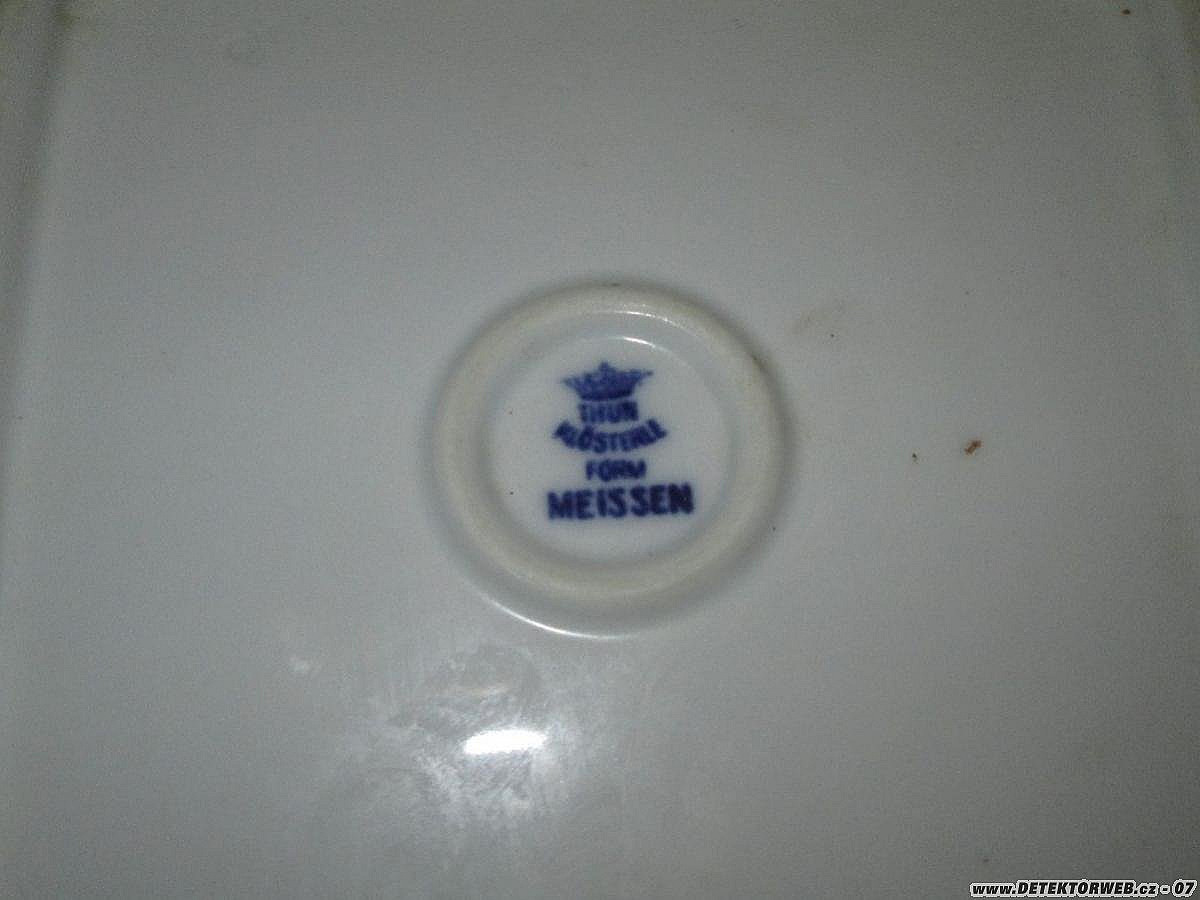 THUN
KLÖSTERLE
FORM
MEISSEN
www.DETEKTORWEB.cz - 07